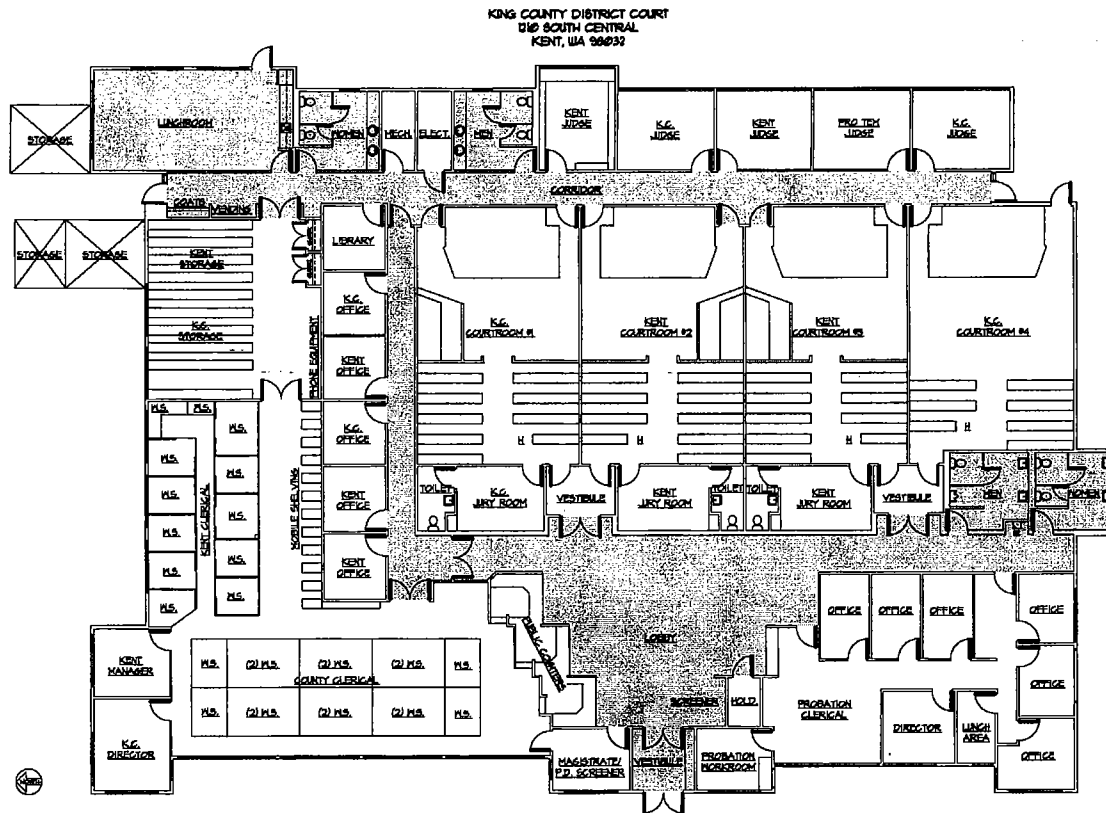 KING COUNTY DISTRICT COURT
1210 SOUTH CENTRAL
KENT, WA 98032
STORAGE
LUNCHROOM
WOMEN
MECH.
ELECT.
MEN
KENT
JUDGE
K.C.
JUDGE
KENT
JUDGE
PRO TEM
JUDGE
K.C.
JUDGE
CORRIDOR
COATS
VENDING
STORAGE
STORAGE
KENT
STORAGE
K.C.
STORAGE
LIBRARY
K.C.
OFFICE
KENT
OFFICE
K.C.
OFFICE
KENT
OFFICE
KENT
OFFICE
PHONE EQUIPMENT
MOBILE SHELVING
K.C.
COURTROOM #1
KENT
COURTROOM #2
KENT
COURTROOM #3
K.C.
COURTROOM #4
H
H
H
W.S.
W.S.
W.S.
W.S.
W.S.
W.S.
W.S.
W.S.
W.S.
W.S.
W.S.
W.S.
KENT CLERICAL
TOILET
K.C.
JURY ROOM
VESTIBULE
KENT
JURY ROOM
TOILET
TOILET
KENT
JURY ROOM
VESTIBULE
MEN
WOMEN
KENT
MANAGER
K.C.
DIRECTOR
W.S.
(2) W.S.
(2) W.S.
(2) W.S.
W.S.
COUNTY CLERICAL
W.S.
(2) W.S.
(2) W.S.
(2) W.S.
W.S.
PUBLIC COUNTERS
LOBBY
SCREENER
HOLD
OFFICE
OFFICE
OFFICE
OFFICE
OFFICE
OFFICE
PROBATION
CLERICAL
DIRECTOR
LUNCH
AREA
MAGISTRATE/
P.D. SCREENER
VESTIBULE
PROBATION
WORKROOM